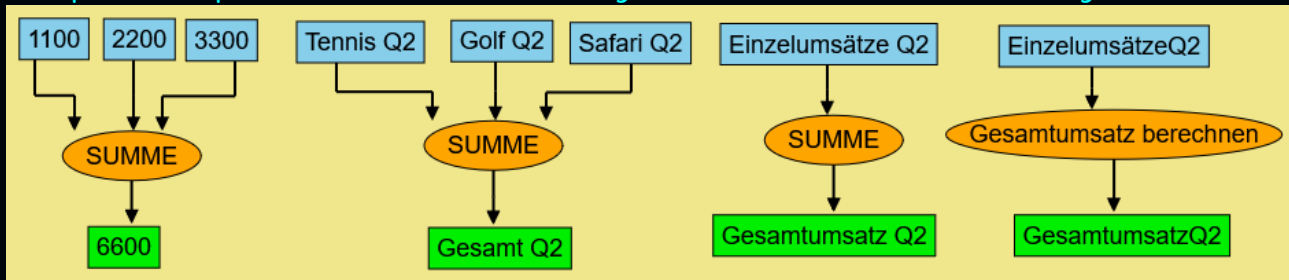 1100
2200
3300
SUMME
6600
Tennis Q2
Golf Q2
Safari Q2
SUMME
Gesamt Q2
Einzelumsätze Q2
SUMME
Gesamtumsatz Q2
EinzelumsätzeQ2
Gesamtumsatz berechnen
GesamtumsatzQ2